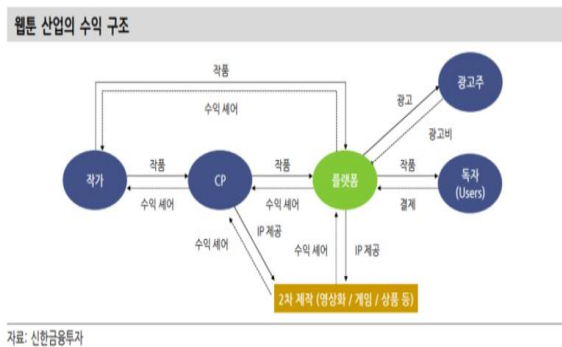 웹툰 산업의 수익 구조
작품
수익 셰어
광고
광고주
광고비
작가
작품
수익 셰어
CP
작품
수익 셰어
플랫폼
작품
결제
독자
(Users)
IP 제공
수익 셰어
수익 셰어
IP 제공
2차 제작 (영상화 / 게임 / 상품 등)
자료: 신한금융투자